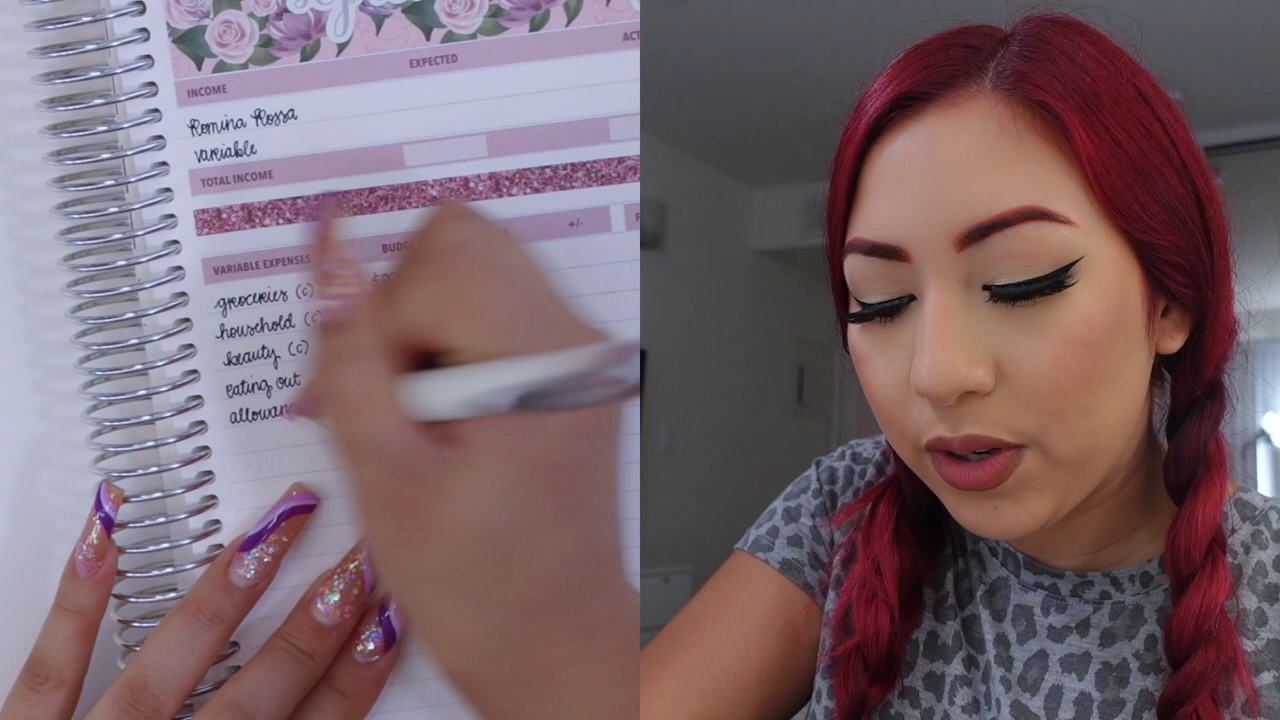 EXPECTED
INCOME
Romina Rossa
variable
TOTAL INCOME
+/-
VARIABLE EXPENSES
groceries (c)
household (c)
beauty (c)
eating out